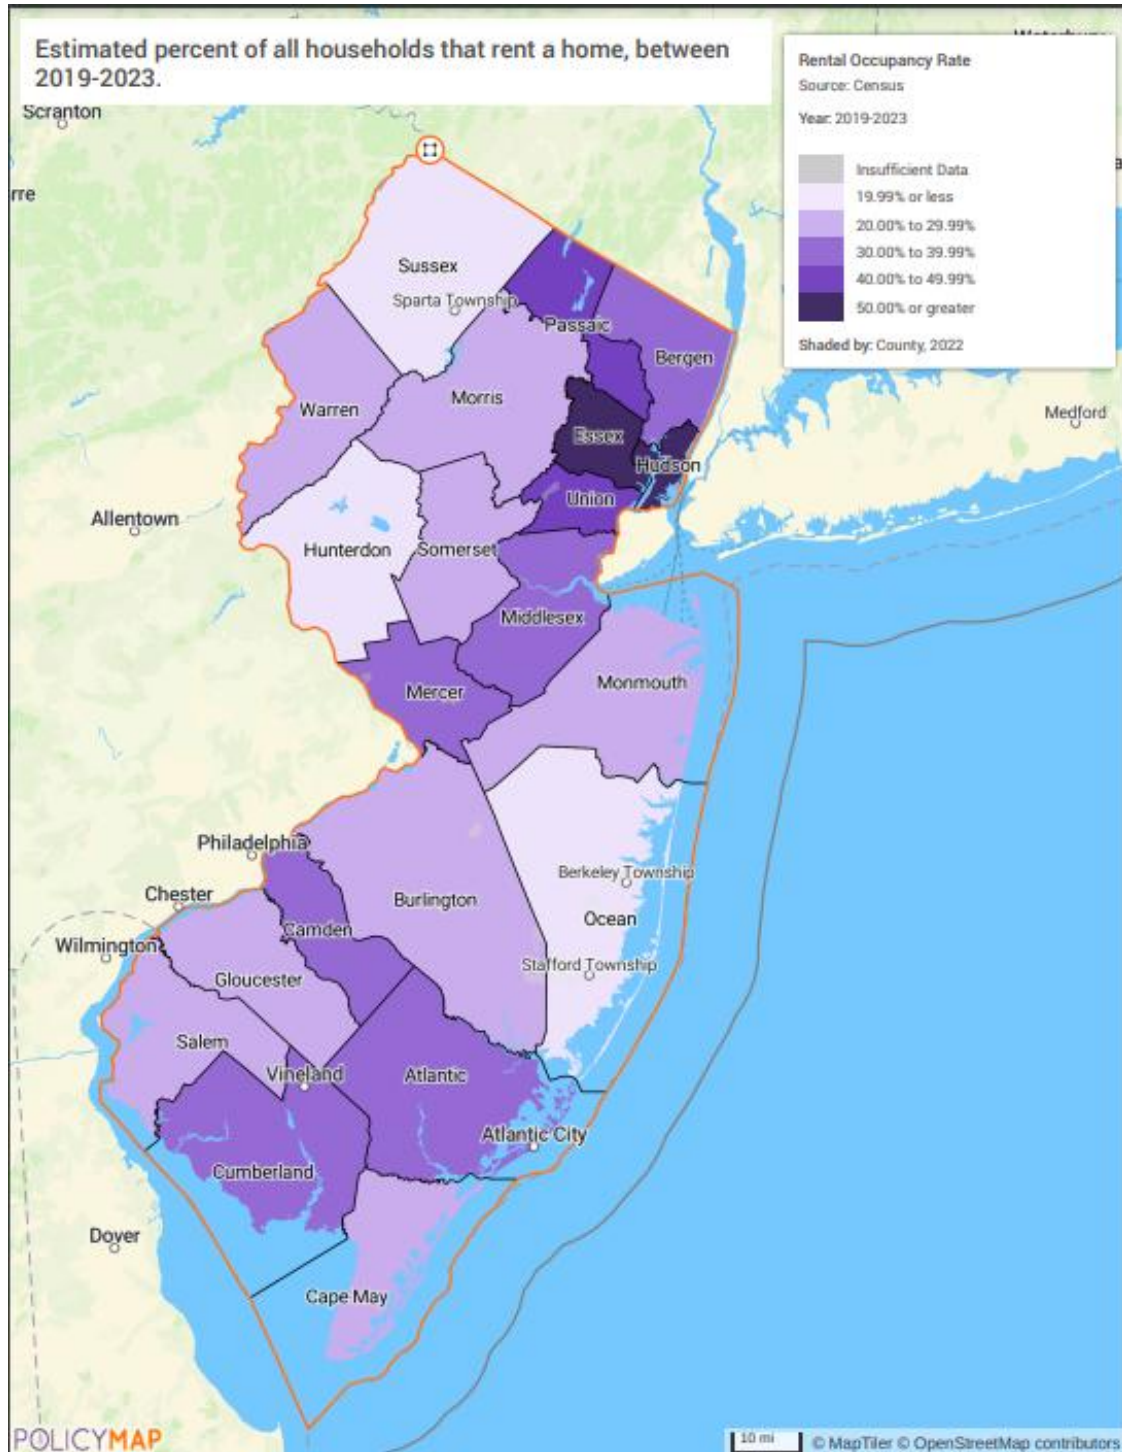 Estimated percent of all households that rent a home, between
2019-2023.
Rental Occupancy Rate
Source: Census
Year: 2019-2023
Insufficient Data
19.99% or less
20.00% to 29.99%
30.00% to 39.99%
40.00% to 49.99%
50.00% or greater
Shaded by: County, 2022
Scranton
rre
Sussex
Sparta Township
Passaic
Bergen
Morris
Warren
Medford
Essex
Hudson
Union
Allentown
Hunterdon
Somerset
Middlesex
Monmouth
Mercer
Philadelphia
Berkeley Township
Chester
Burlington
Ocean
Camden
Wilmington
Stafford Township
Gloucester
Salem
Vineland
Atlantic
Atlantic City
Cumberland
Dover
Cape May
POLICYMAP
10 mi
© MapTiler © OpenStreetMap contributors